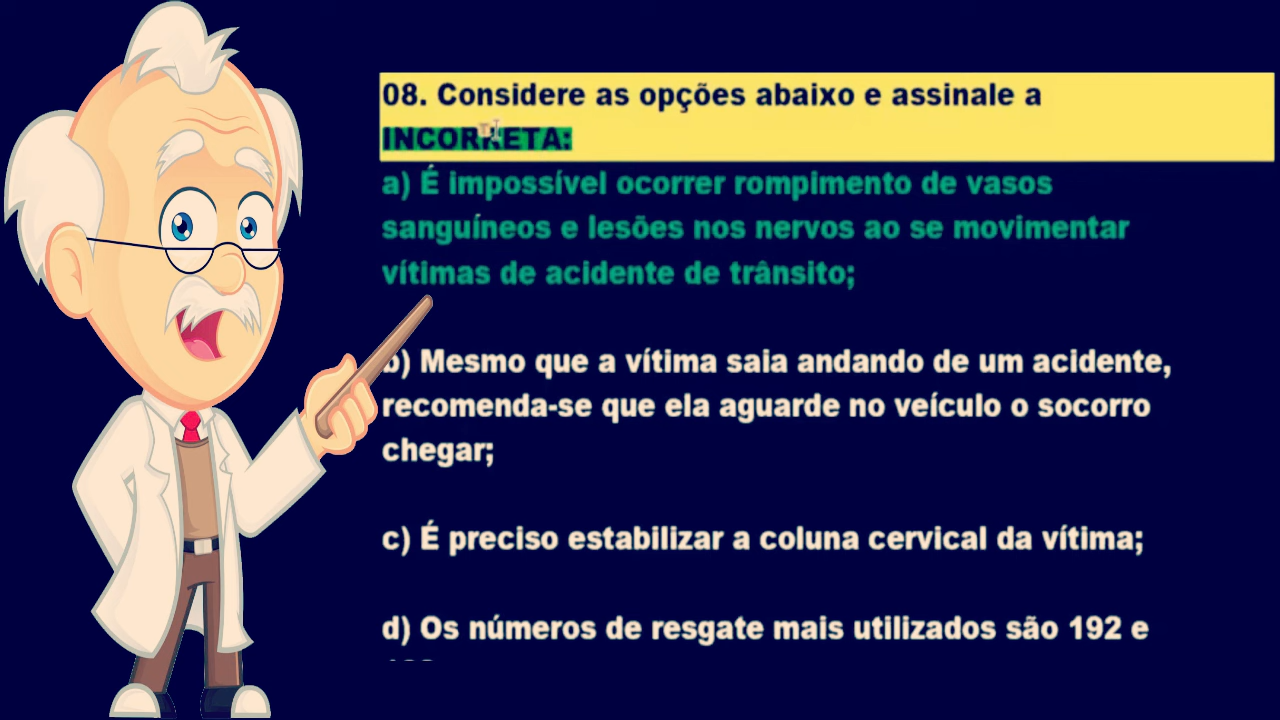 08. Considere as opções abaixo e assinale a
INCORRETA:
a) É impossível ocorrer rompimento de vasos
sanguíneos e lesões nos nervos ao se movimentar
vítimas de acidente de trânsito;
b) Mesmo que a vítima saia andando de um acidente,
recomenda-se que ela aguarde no veículo o socorro
chegar;
c) É preciso estabilizar a coluna cervical da vítima;
d) Os números de resgate mais utilizados são 192 e